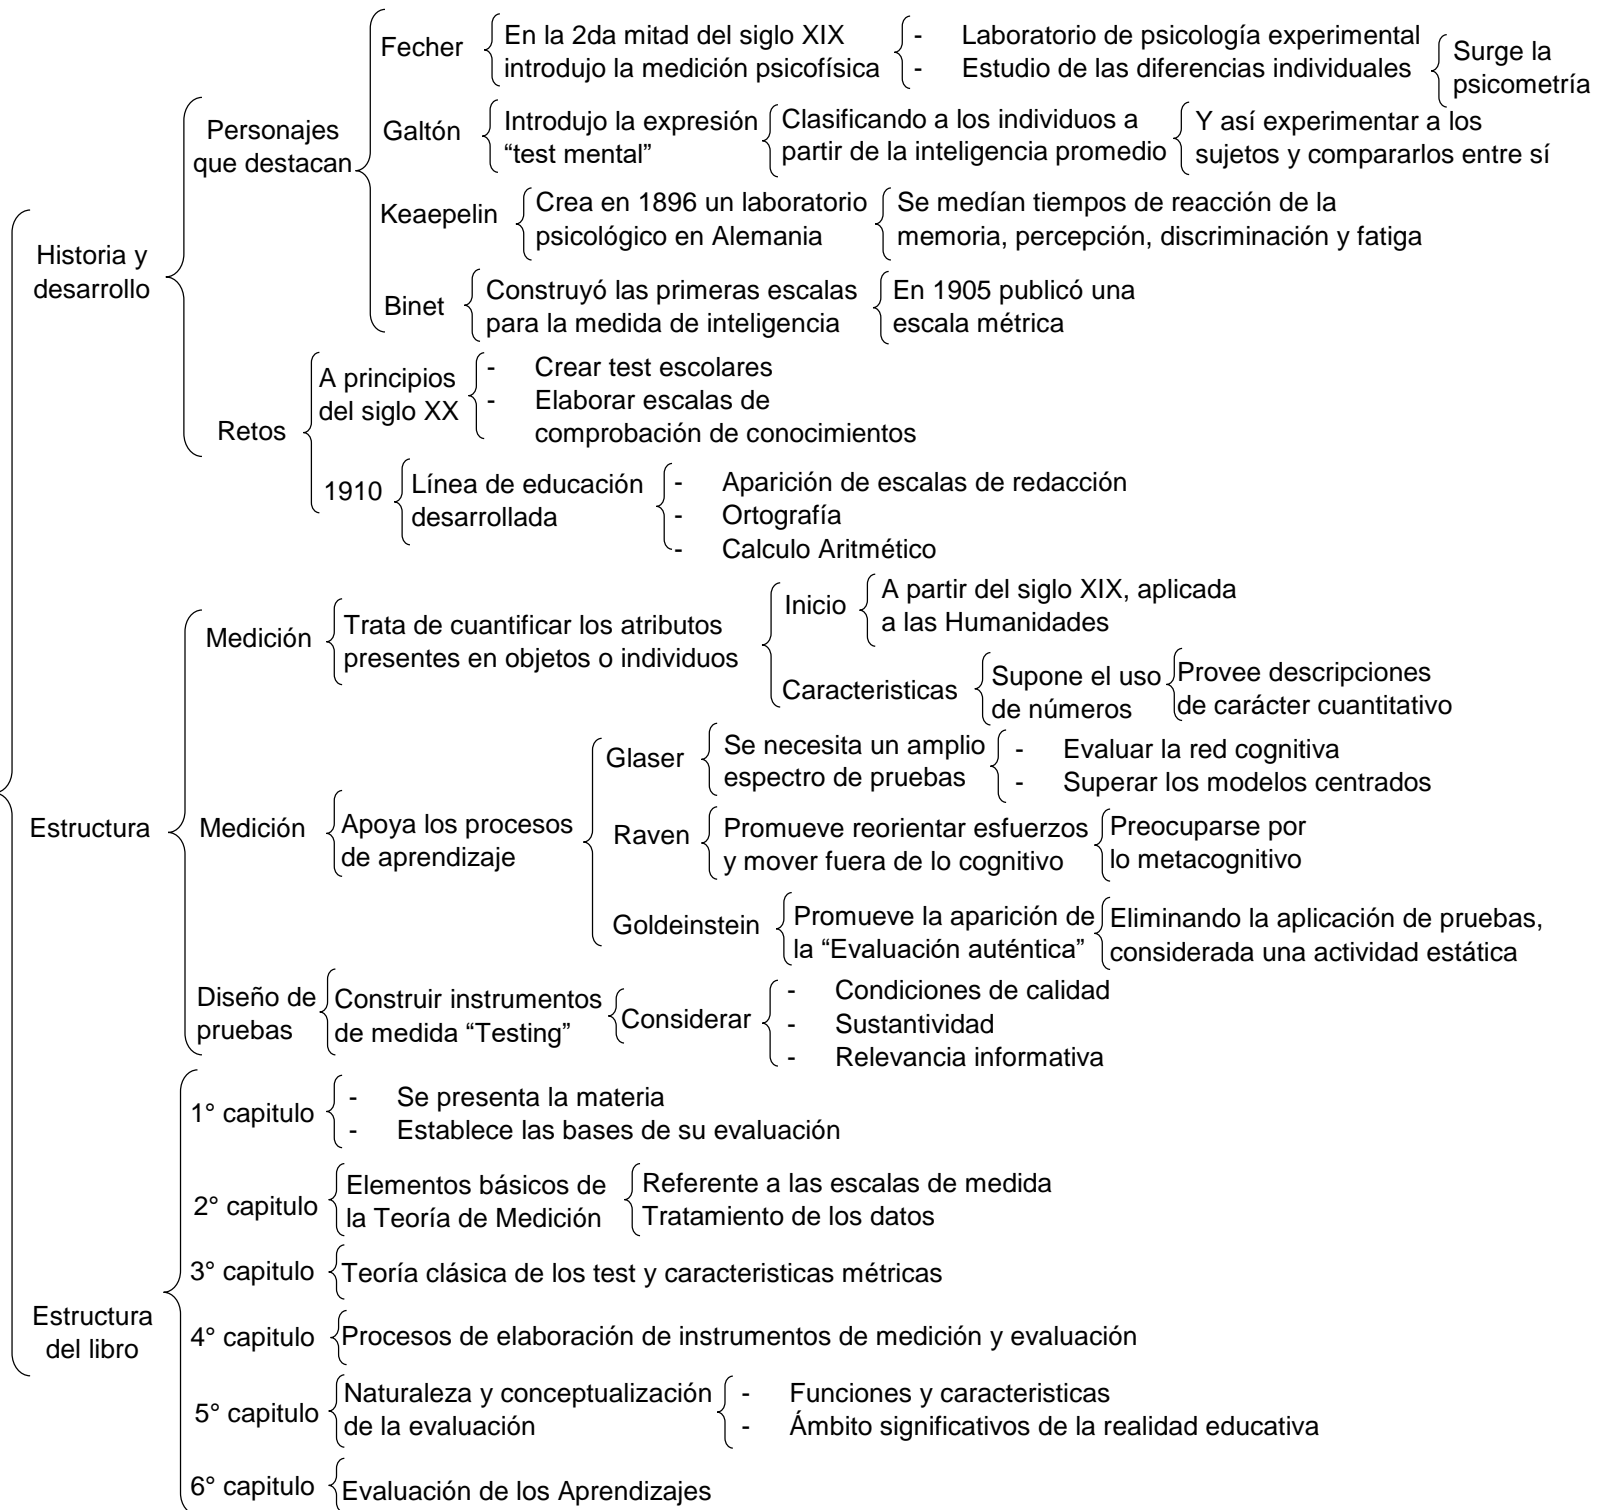 Historia y
desarrollo
Personajes
que destacan
Fecher
En la 2da mitad del siglo XIX
introdujo la medición psicofísica
- Laboratorio de psicología experimental
- Estudio de las diferencias individuales
Surge la
psicometría
Galtón
Introdujo la expresión
“test mental”
Clasificando a los individuos a
partir de la inteligencia promedio
Y así experimentar a los
sujetos y compararlos entre sí
Keaepelin
Crea en 1896 un laboratorio
psicológico en Alemania
Se medían tiempos de reacción de la
memoria, percepción, discriminación y fatiga
Binet
Construyó las primeras escalas
para la medida de inteligencia
En 1905 publicó una
escala métrica
Retos
A principios
del siglo XX
- Crear test escolares
- Elaborar escalas de
comprobación de conocimientos
1910
Línea de educación
desarrollada
- Aparición de escalas de redacción
- Ortografía
- Calculo Aritmético
Estructura
Medición
Trata de cuantificar los atributos
presentes en objetos o individuos
Inicio
A partir del siglo XIX, aplicada
a las Humanidades
Caracteristicas
Supone el uso
de números
Provee descripciones
de carácter cuantitativo
Medición
Apoya los procesos
de aprendizaje
Glaser
Se necesita un amplio
espectro de pruebas
- Evaluar la red cognitiva
- Superar los modelos centrados
Raven
Promueve reorientar esfuerzos
y mover fuera de lo cognitivo
Preocuparse por
lo metacognitivo
Goldeinstein
Promueve la aparición de
la “Evaluación auténtica”
Eliminando la aplicación de pruebas,
considerada una actividad estática
Diseño de
pruebas
Construir instrumentos
de medida “Testing”
Considerar
- Condiciones de calidad
- Sustantividad
- Relevancia informativa
Estructura
del libro
1° capitulo
- Se presenta la materia
- Establece las bases de su evaluación
2° capitulo
Elementos básicos de
la Teoría de Medición
Referente a las escalas de medida
Tratamiento de los datos
3° capitulo
Teoría clásica de los test y caracteristicas métricas
4° capitulo
Procesos de elaboración de instrumentos de medición y evaluación
5° capitulo
Naturaleza y conceptualización
de la evaluación
- Funciones y caracteristicas
- Ámbito significativos de la realidad educativa
6° capitulo
Evaluación de los Aprendizajes